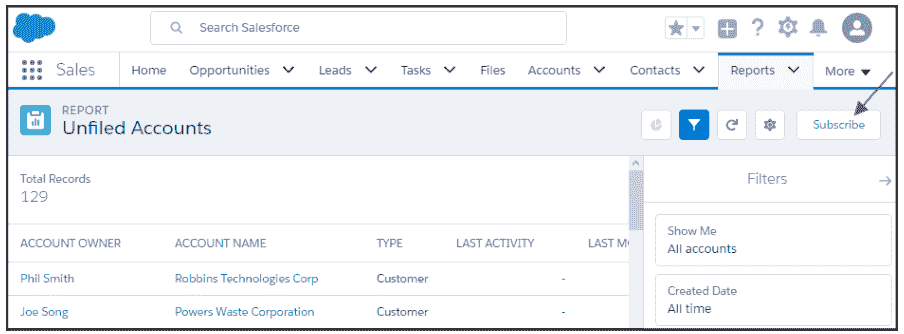 Search Salesforce
Sales Home Opportunities Leads Tasks Files Accounts Contacts Reports More
REPORT
Unfiled Accounts
Subscribe
Total Records
129
ACCOUNT OWNER ACCOUNT NAME TYPE LAST ACTIVITY LAST M
Phil Smith Robbins Technologies Corp Customer -
Joe Song Powers Waste Corporation Customer -
Filters
Show Me
All accounts
Created Date
All time